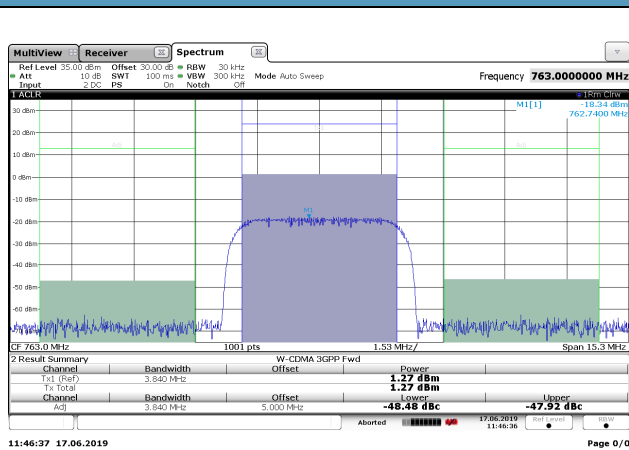 MultiView Receiver Spectrum
Ref Level 35.00 dBm Offset 30.00 dB RBW 30 kHz
Att 10 dB SWT 100 ms VBW 300 kHz Mode Auto Sweep Frequency 763.0000000 MHz
Input 2 DC PS On Notch Off
1 ACLR 1Rm Clrw
M1[1] -18.34 dBm
762.7400 MHz
30 dBm
20 dBm
Adj Adj
10 dBm
0 dBm
-10 dBm
M1
-20 dBm
-30 dBm
-40 dBm
-50 dBm
-60 dBm
CF 763.0 MHz 1001 pts 1.53 MHz/ Span 15.3 MHz
2 Result Summary W-CDMA 3GPP Fwd
Channel Bandwidth Offset Power
Tx1 (Ref) 3.840 MHz 1.27 dBm
Tx Total 1.27 dBm
Channel Bandwidth Offset Lower Upper
Adj 3.840 MHz 5.000 MHz -48.48 dBc -47.92 dBc
Aborted 17.06.2019 11:46:36 Ref Level RBW
11:46:37 17.06.2019 Page 0/0